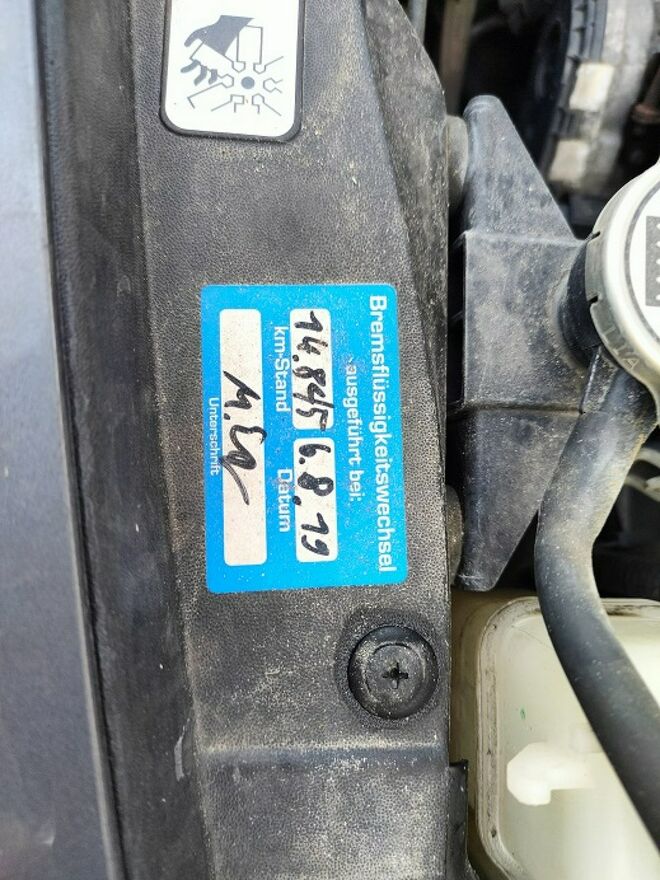 Bremsflüssigkeitswechsel
ausgeführt bei:
14.845 6.8.19
km-Stand Datum
Unterschrift